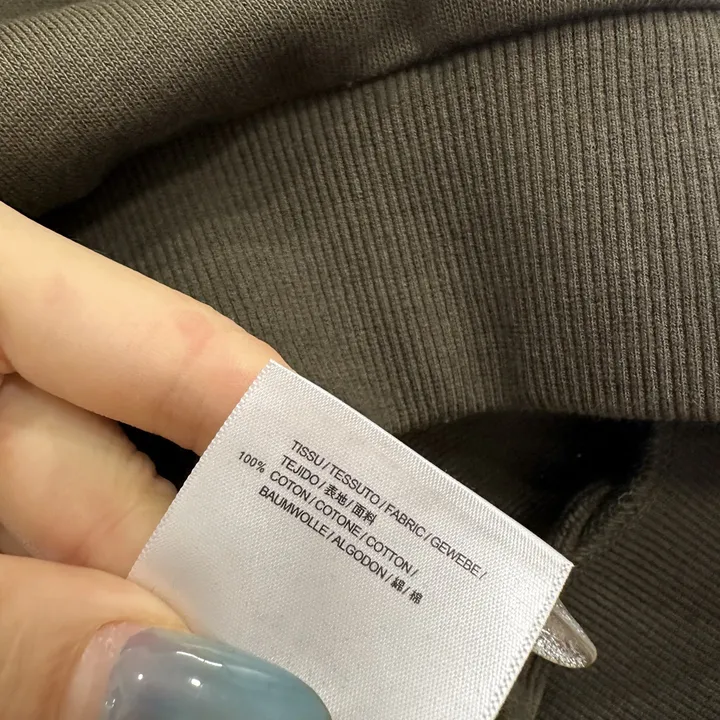 TISSU / TESSUTO / FABRIC / GEWEBE /
TEJIDO / 表地 / 面料
100% COTON / COTONE / COTTON /
BAUMWOLLE / ALGODON / 綿 / 棉